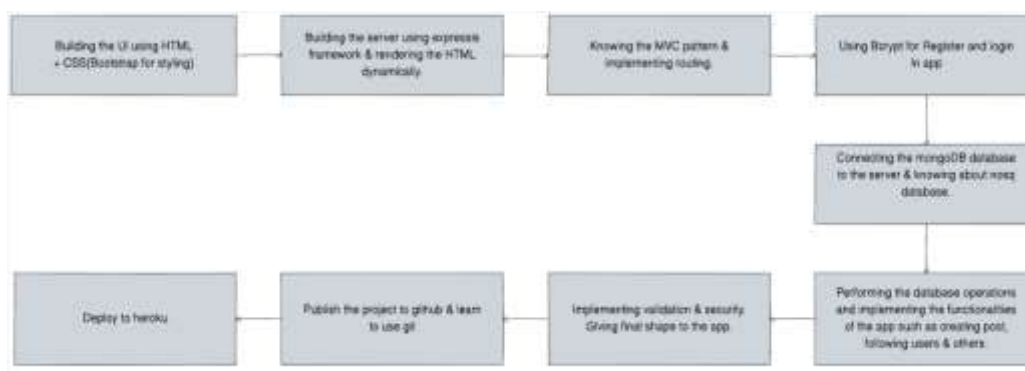 Building the UI using HTML
+ CSS(Bootstap for styling)
Building the server using expressjs
framework & rendering the HTML
dynamically.
Knowing the MVC pattern &
implementing routing.
Using Bcrypt for Register and login
in app
Connecting the mongoDB database
to the server & knowing about nosq
database.
Performing the database operations
and implementing the functionalities
of the app such as creating post,
following users & others.
Implementing validation & security.
Giving final shape to the app.
Publish the project to github & learn
to use git
Deploy to heroku